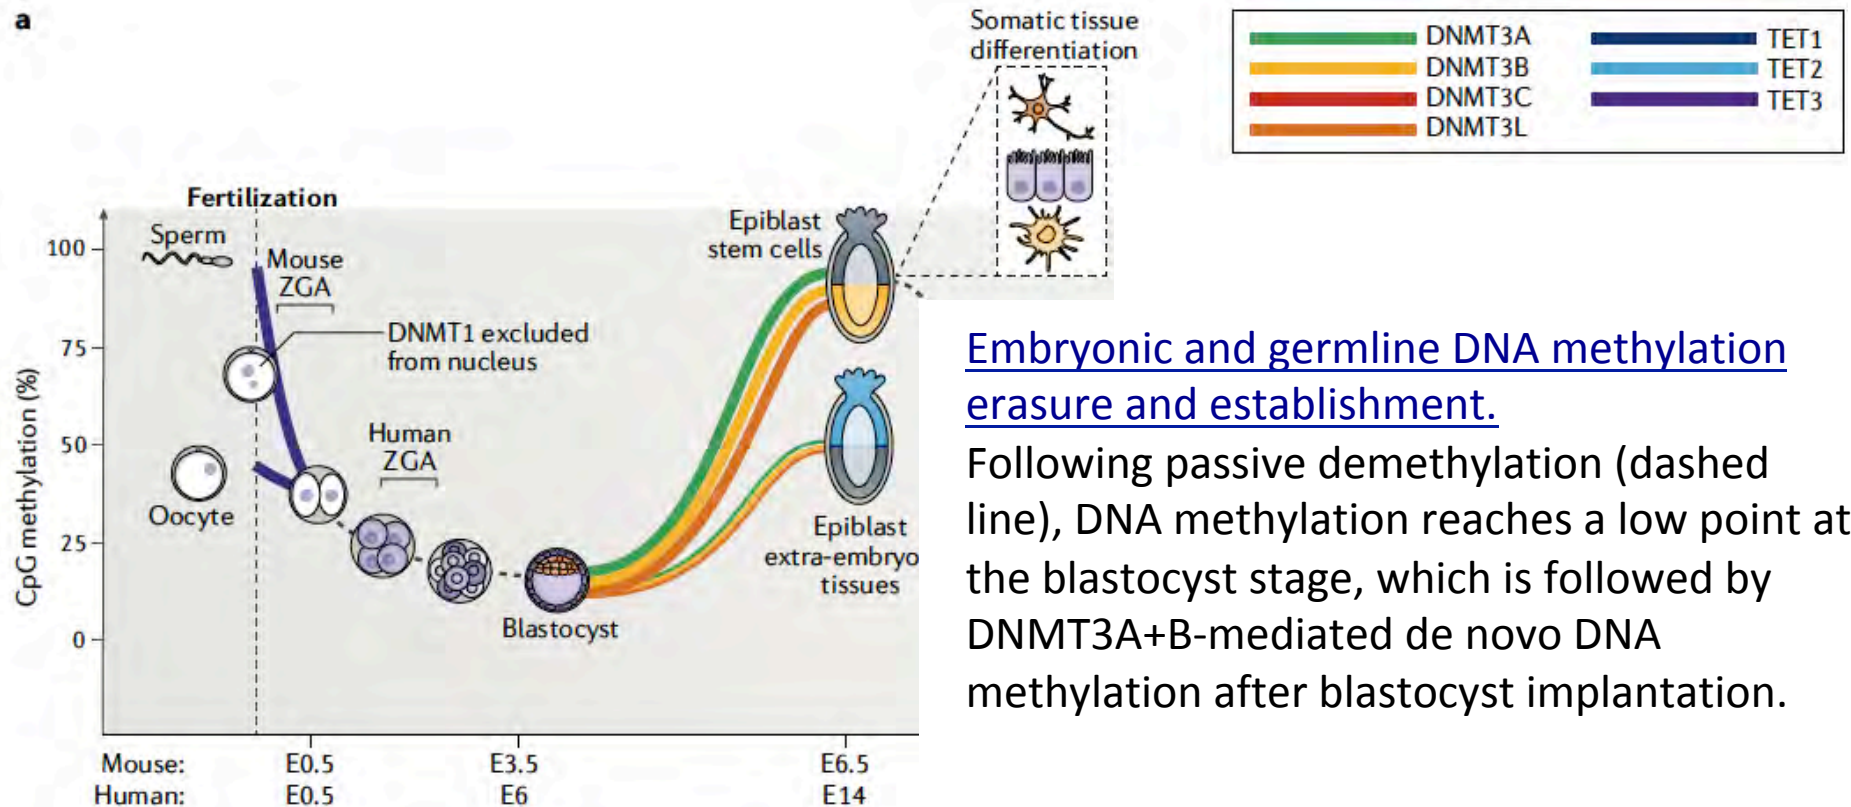 a
Somatic tissue
differentiation
DNMT3A
DNMT3B
DNMT3C
DNMT3L
TET1
TET2
TET3
Fertilization
Sperm
Mouse
ZGA
DNMT1 excluded
from nucleus
Epiblast
stem cells
100
75
50
25
0
CpG methylation (%)
Human
ZGA
Oocyte
Blastocyst
Epiblast
extra-embryo
tissues
Mouse:
E0.5
E3.5
E6.5
Human:
E0.5
E6
E14
Embryonic and germline DNA methylation
erasure and establishment.
Following passive demethylation (dashed
line), DNA methylation reaches a low point at
the blastocyst stage, which is followed by
DNMT3A+B-mediated de novo DNA
methylation after blastocyst implantation.